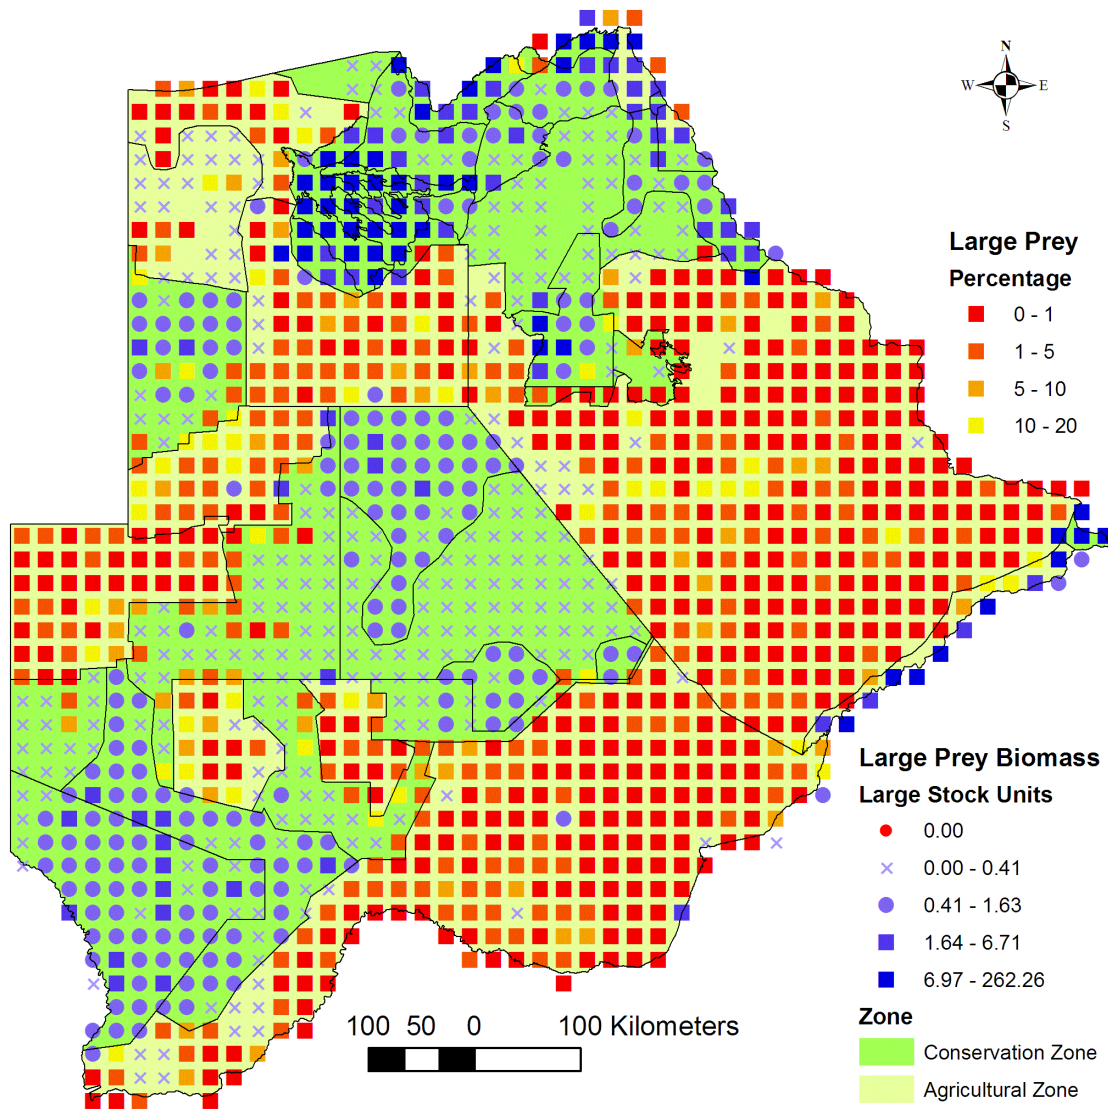 N
W E
S
Large Prey
Percentage
0 - 1
1 - 5
5 - 10
10 - 20
Large Prey Biomass
Large Stock Units
0.00
0.00 - 0.41
0.41 - 1.63
1.64 - 6.71
6.97 - 262.26
Zone
Conservation Zone
Agricultural Zone
100 50 0 100 Kilometers